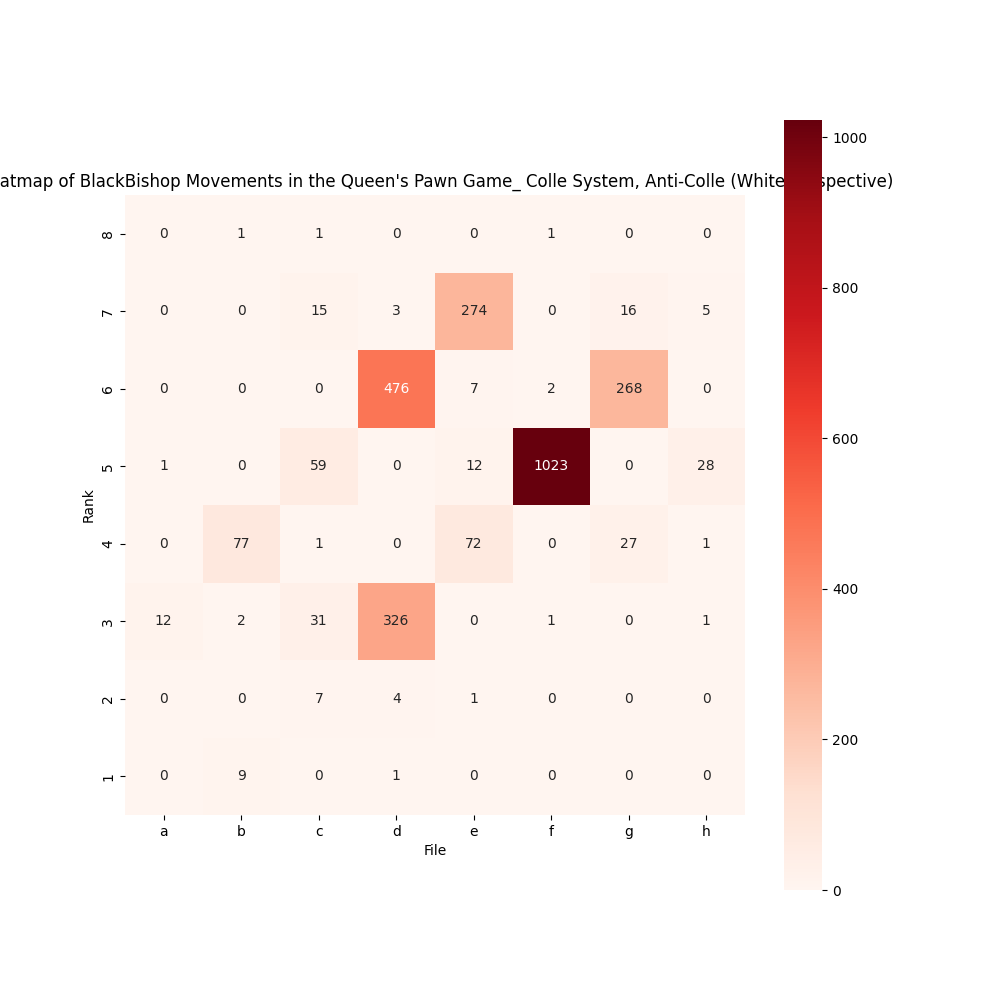 atmap of BlackBishop Movements in the Queen's Pawn Game_ Colle System, Anti-Colle (White spective)
1000
800
600
400
200
0
Rank
8 0 1 1 0 0 1 0 0
7 0 0 15 3 274 0 16 5
6 0 0 0 476 7 2 268 0
5 1 0 59 0 12 1023 0 28
4 0 77 1 0 72 0 27 1
3 12 2 31 326 0 1 0 1
2 0 0 7 4 1 0 0 0
1 0 9 0 1 0 0 0 0
a b c d e f g h
File